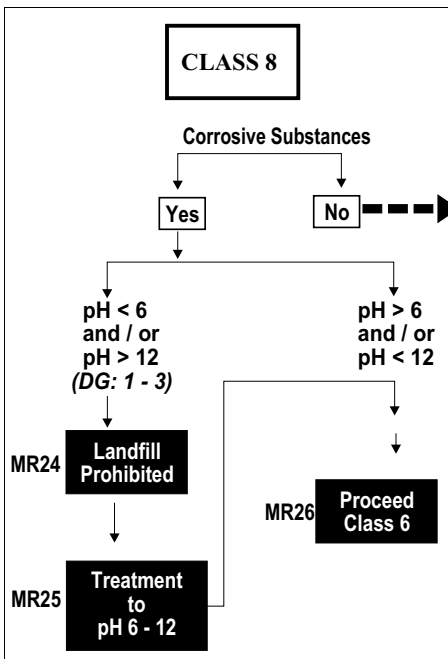 CLASS 8
Corrosive Substances
Yes
No
pH < 6
and / or
pH > 12
(DG: 1 - 3)
pH > 6
and / or
pH < 12
MR24
Landfill
Prohibited
MR26
Proceed
Class 6
MR25
Treatment
to
pH 6 - 12